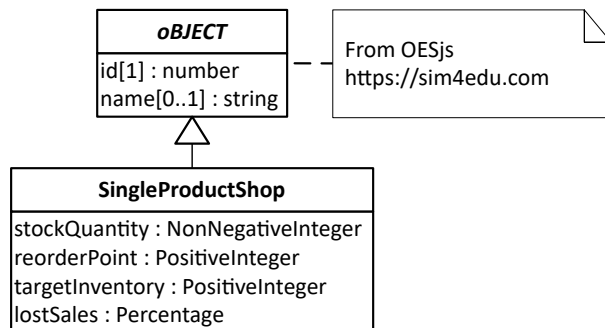 oBJECT
id[1] : number
name[0..1] : string
From OESjs
https://sim4edu.com
SingleProductShop
stockQuantity : NonNegativeInteger
reorderPoint : PositiveInteger
targetInventory : PositiveInteger
lostSales : Percentage